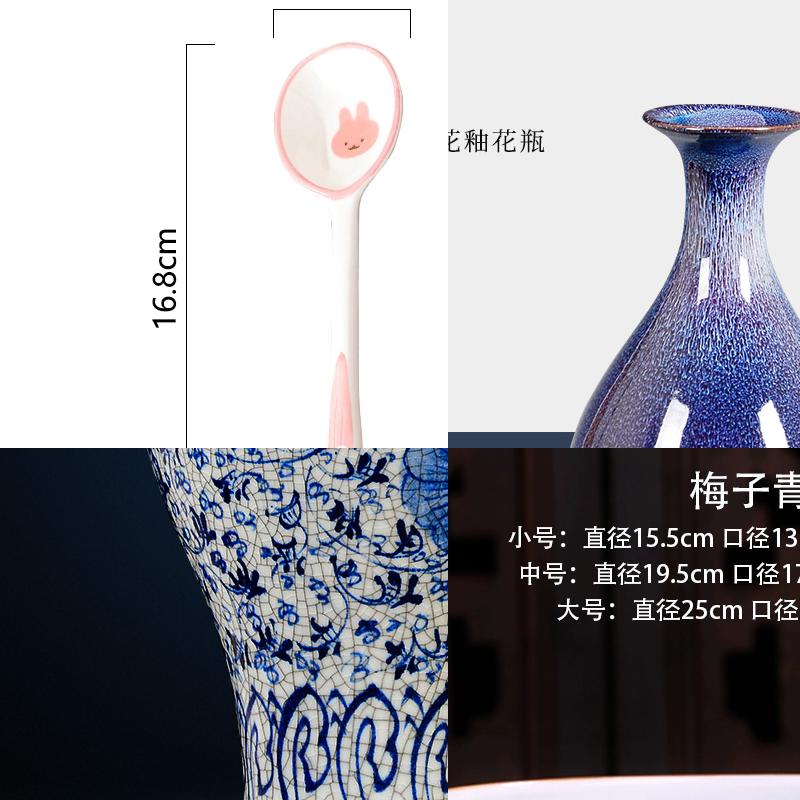 16.8cm
花釉花瓶
梅子青
小号：直径15.5cm 口径13
中号：直径19.5cm 口径17
大号：直径25cm 口径